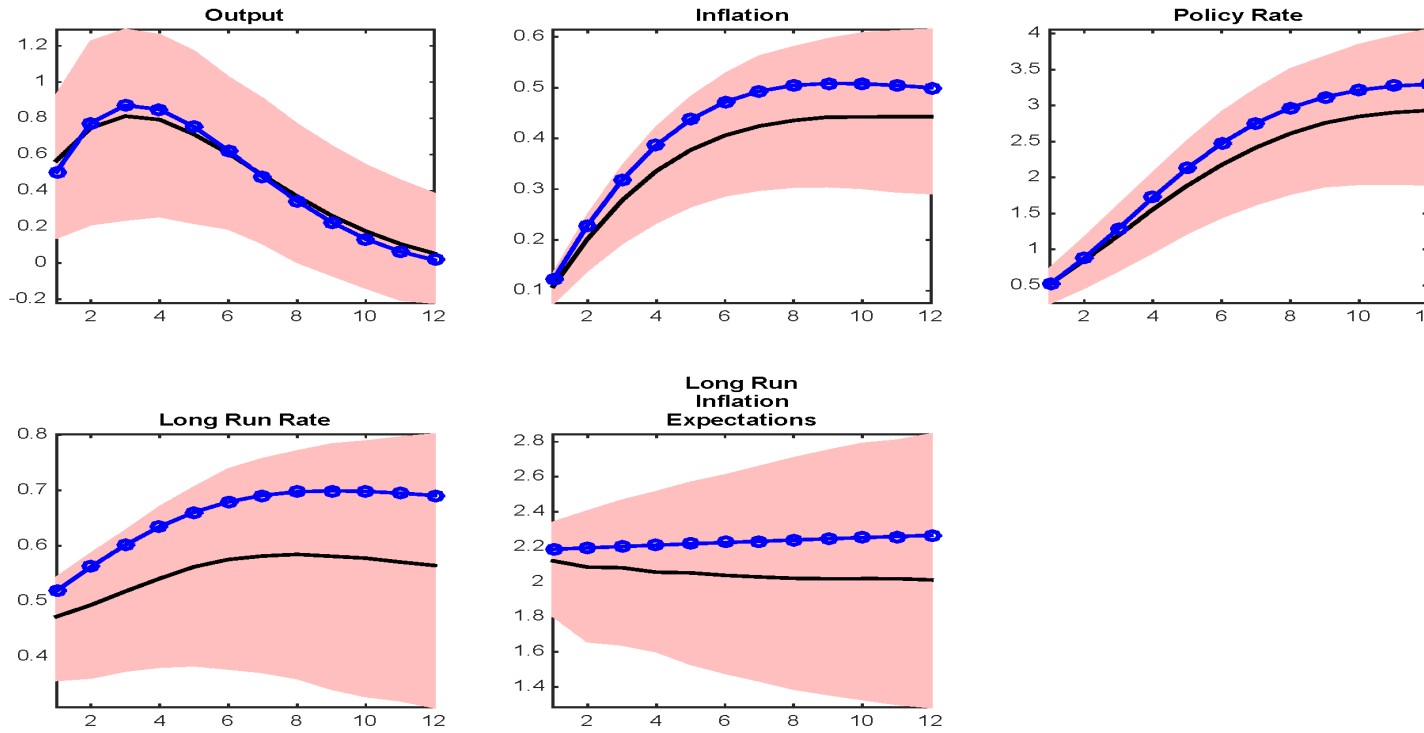 Output
1.2
1
0.8
0.6
0.4
0.2
0
-0.2
2 4 6 8 10 12
Inflation
0.6
0.5
0.4
0.3
0.2
0.1
2 4 6 8 10 12
Policy Rate
4
3.5
3
2.5
2
1.5
1
0.5
2 4 6 8 10 1
Long Run Rate
0.8
0.7
0.6
0.5
0.4
2 4 6 8 10 12
Long Run
Inflation
Expectations
2.8
2.6
2.4
2.2
2
1.8
1.6
1.4
2 4 6 8 10 12